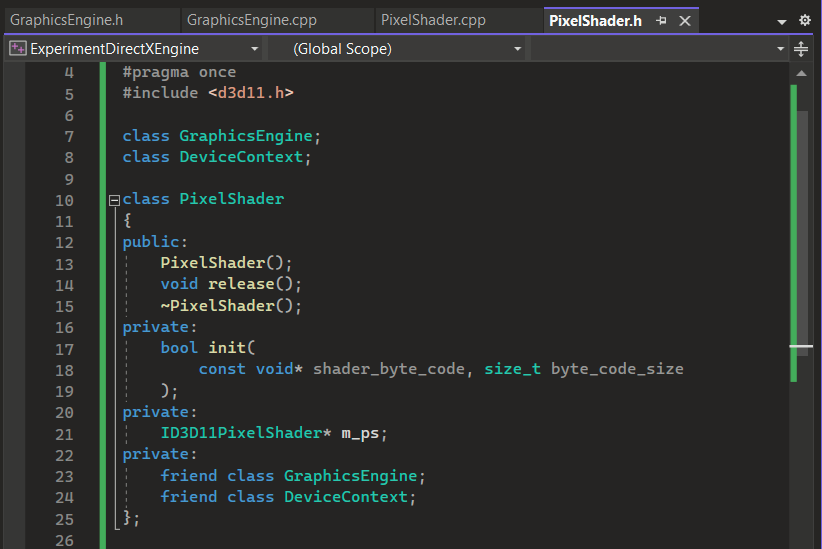 GraphicsEngine.h GraphicsEngine.cpp PixelShader.cpp PixelShader.h
ExperimentDirectXEngine (Global Scope)
4 #pragma once
5 #include <d3d11.h>
6
7 class GraphicsEngine;
8 class DeviceContext;
9
10 class PixelShader
11 {
12 public:
13 PixelShader();
14 void release();
15 ~PixelShader();
16 private:
17 bool init(
18 const void* shader_byte_code, size_t byte_code_size
19 );
20 private:
21 ID3D11PixelShader* m_ps;
22 private:
23 friend class GraphicsEngine;
24 friend class DeviceContext;
25 };
26